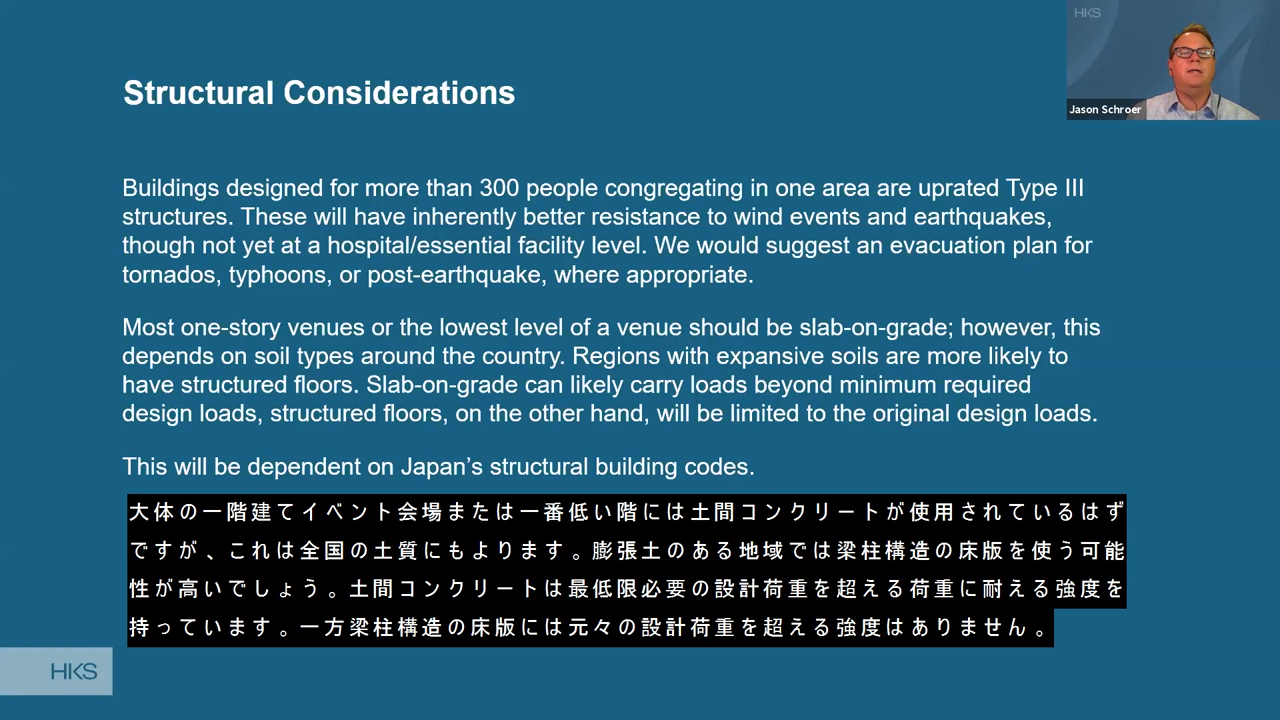 HKS
Jason Schroer
Structural Considerations
Buildings designed for more than 300 people congregating in one area are uprated Type III
structures. These will have inherently better resistance to wind events and earthquakes,
though not yet at a hospital/essential facility level. We would suggest an evacuation plan for
tornados, typhoons, or post-earthquake, where appropriate.
Most one-story venues or the lowest level of a venue should be slab-on-grade; however, this
depends on soil types around the country. Regions with expansive soils are more likely to
have structured floors. Slab-on-grade can likely carry loads beyond minimum required
design loads, structured floors, on the other hand, will be limited to the original design loads.
This will be dependent on Japan’s structural building codes.
大体の一階建てイベント会場または一番低い階には土間コンクリートが使用されているはず
ですが、これは全国の土質にもよります。膨張土のある地域では梁柱構造の床版を使う可能
性が高いでしょう。土間コンクリートは最低限必要の設計荷重を超える荷重に耐える強度を
持っています。一方梁柱構造の床版には元々の設計荷重を超える強度はありません。
HKS